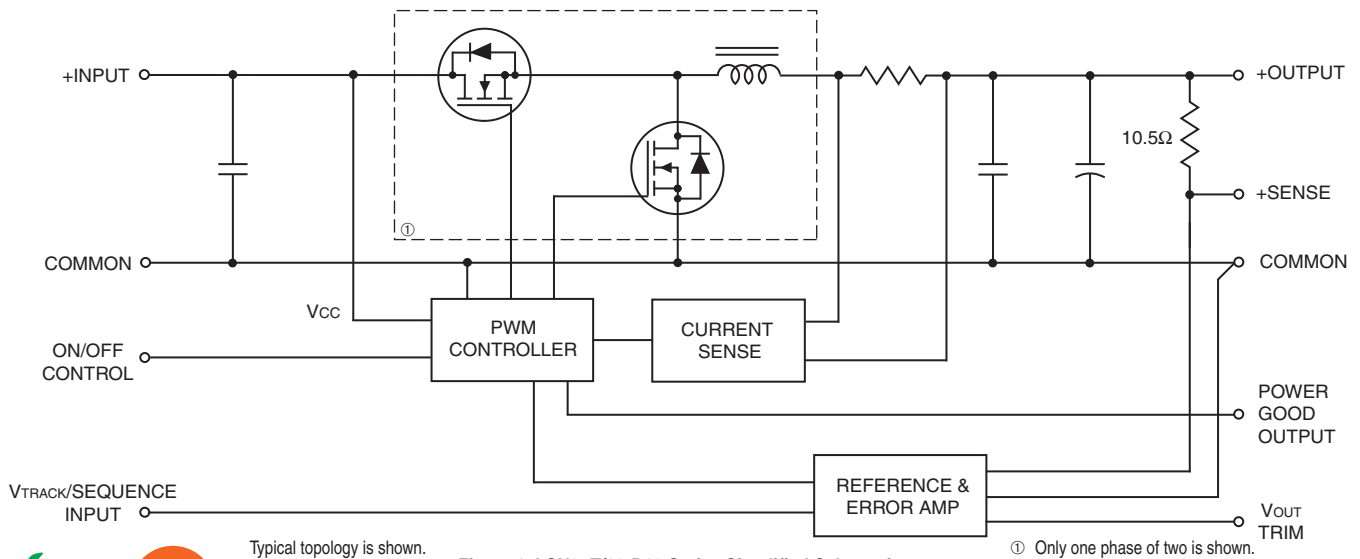 +INPUT
+OUTPUT
10.5Ω
+SENSE
①
COMMON
COMMON
VCC
PWM
CONTROLLER
CURRENT
SENSE
ON/OFF
CONTROL
POWER
GOOD
OUTPUT
VTRACK/SEQUENCE
INPUT
REFERENCE &
ERROR AMP
VOUT
TRIM
Typical topology is shown.
① Only one phase of two is shown.